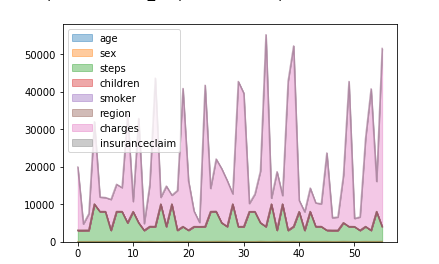 50000
40000
30000
20000
10000
0
age
sex
steps
children
smoker
region
charges
insuranceclaim
0 10 20 30 40 50